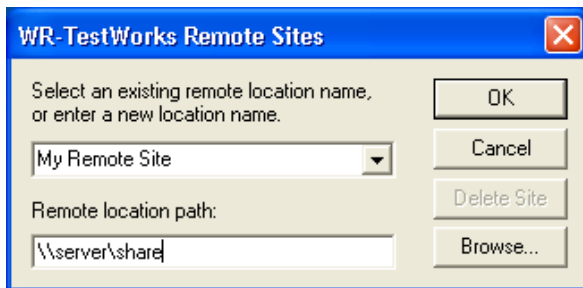 WR-TestWorks Remote Sites
Select an existing remote location name,
or enter a new location name.
My Remote Site
Remote location path:
\\server\share
OK
Cancel
Delete Site
Browse...